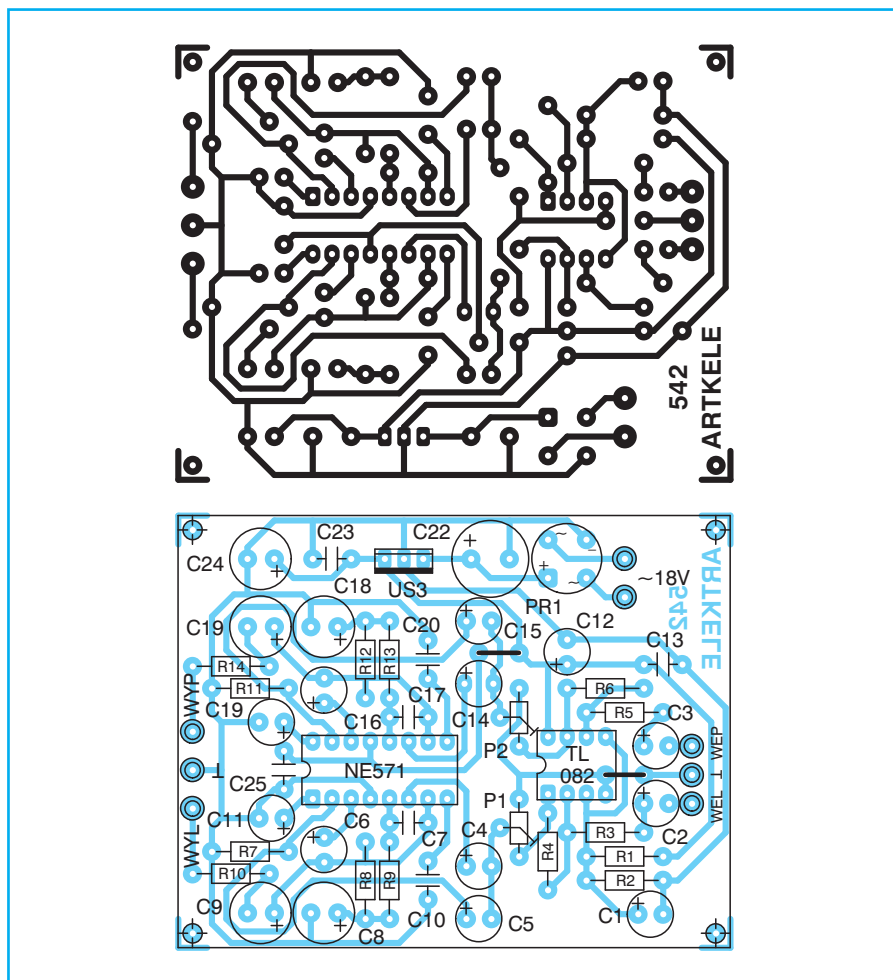 542
ARTKELE
C23
C22
C24
US3
C18
PR1
~
-
+
~
~18V
ARTKELE
542
C19
C20
C15
C12
C13
R12
R13
R14
R11
R6
WYP
C17
C19
C16
C14
R5
C3
P2
NE571
TL
082
WEP
⊥
WEL
⊥
C25
P1
C11
C6
C7
C4
C2
WYL
R7
R10
R8
R9
R4
R3
R1
R2
C9
C8
C10
C5
C1